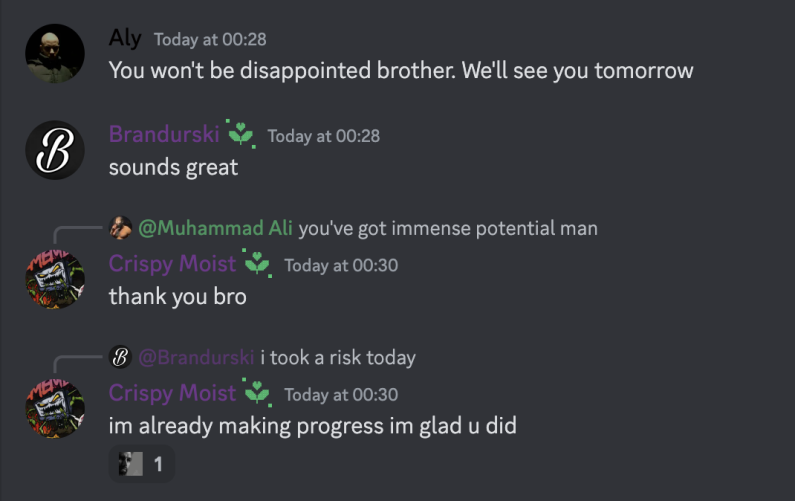 Aly Today at 00:28
You won't be disappointed brother. We'll see you tomorrow
B
Brandurski Today at 00:28
sounds great
@Muhammad Ali you've got immense potential man
Crispy Moist Today at 00:30
thank you bro
B @Brandurski i took a risk today
Crispy Moist Today at 00:30
im already making progress im glad u did
1